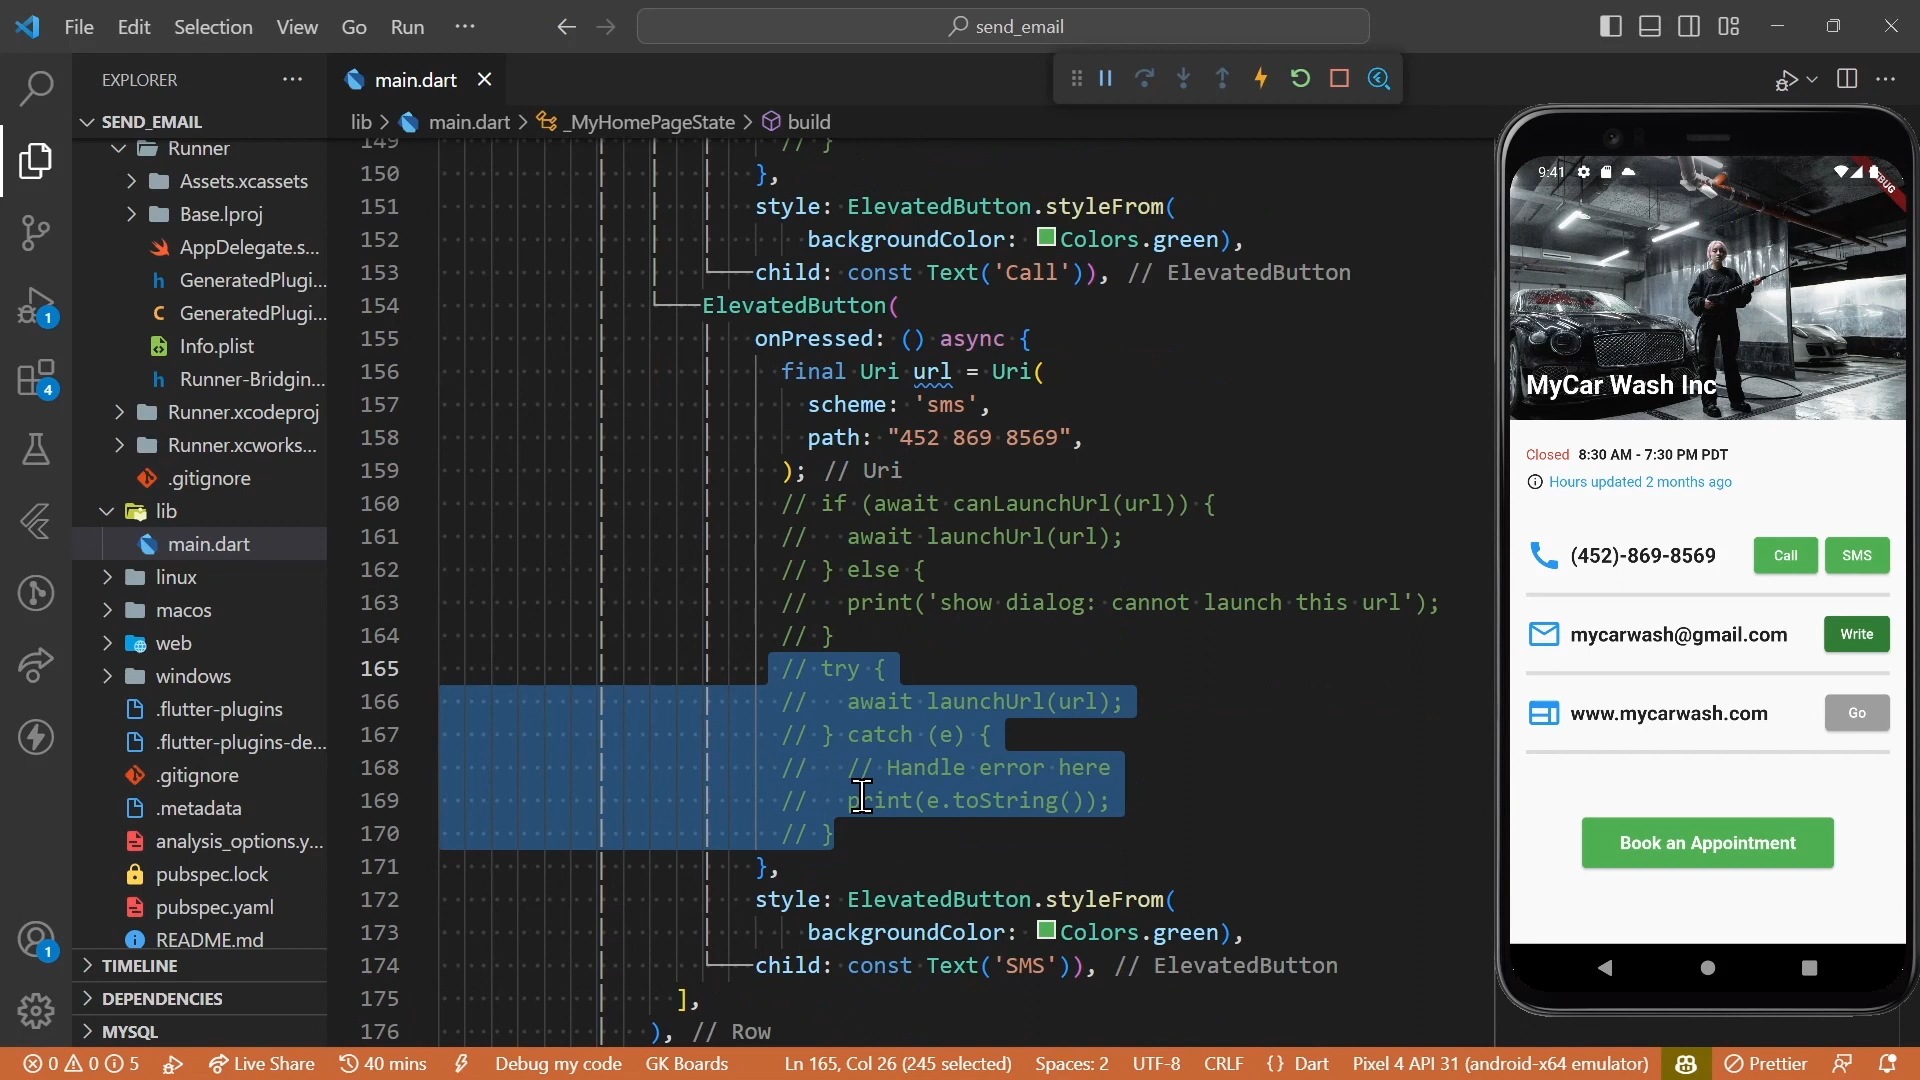 File Edit Selection View Go Run ··· send_email
EXPLORER ···
main.dart
SEND_EMAIL
lib > main.dart > _MyHomePageState > build
Runner
Assets.xcassets
Base.lproj
AppDelegate.s...
h GeneratedPlugi...
C GeneratedPlugi...
Info.plist
h Runner-Bridgin...
Runner.xcodeproj
Runner.xcworks...
.gitignore
lib
main.dart
linux
macos
web
windows
.flutter-plugins
.flutter-plugins-de...
.gitignore
.metadata
analysis_options.y...
pubspec.lock
pubspec.yaml
README.md
TIMELINE
DEPENDENCIES
MYSQL
1
4
1
149 // }
150 },
151 style: ElevatedButton.styleFrom(
152 backgroundColor: Colors.green),
153 child: const Text('Call')), // ElevatedButton
154 ElevatedButton(
155 onPressed: () async {
156 final Uri url = Uri(
157 scheme: 'sms',
158 path: "452 869 8569",
159 ); // Uri
160 // if (await canLaunchUrl(url)) {
161 // await launchUrl(url);
162 // } else {
163 // print('show dialog: cannot launch this url');
164 // }
165 // try {
166 // await launchUrl(url);
167 // } catch (e) {
168 // // Handle error here
169 // print(e.toString());
170 // }
171 },
172 style: ElevatedButton.styleFrom(
173 backgroundColor: Colors.green),
174 child: const Text('SMS')), // ElevatedButton
175 ],
176 ), // Row
9:41
DEBUG
MyCar Wash Inc
Closed 8:30 AM - 7:30 PM PDT
Hours updated 2 months ago
(452)-869-8569 Call SMS
mycarwash@gmail.com Write
www.mycarwash.com Go
Book an Appointment
0 0 5 Live Share 40 mins Debug my code GK Boards Ln 165, Col 26 (245 selected) Spaces: 2 UTF-8 CRLF {} Dart Pixel 4 API 31 (android-x64 emulator) Prettier